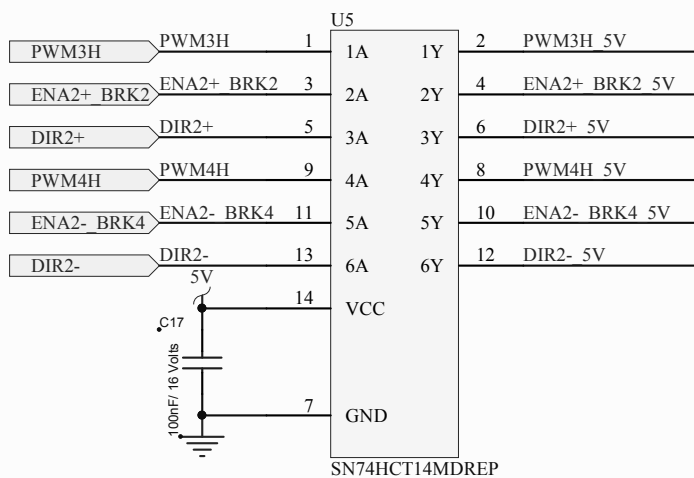 U5
PWM3H PWM3H 1 1A 1Y 2 PWM3H_5V
ENA2+_BRK2 ENA2+_BRK2 3 2A 2Y 4 ENA2+_BRK2_5V
DIR2+ DIR2+ 5 3A 3Y 6 DIR2+_5V
PWM4H PWM4H 9 4A 4Y 8 PWM4H_5V
ENA2-_BRK4 ENA2-_BRK4 11 5A 5Y 10 ENA2-_BRK4_5V
DIR2- DIR2- 13 6A 6Y 12 DIR2-_5V
5V
14 VCC
C17
100nF/ 16 Volts
7 GND
SN74HCT14MDREP